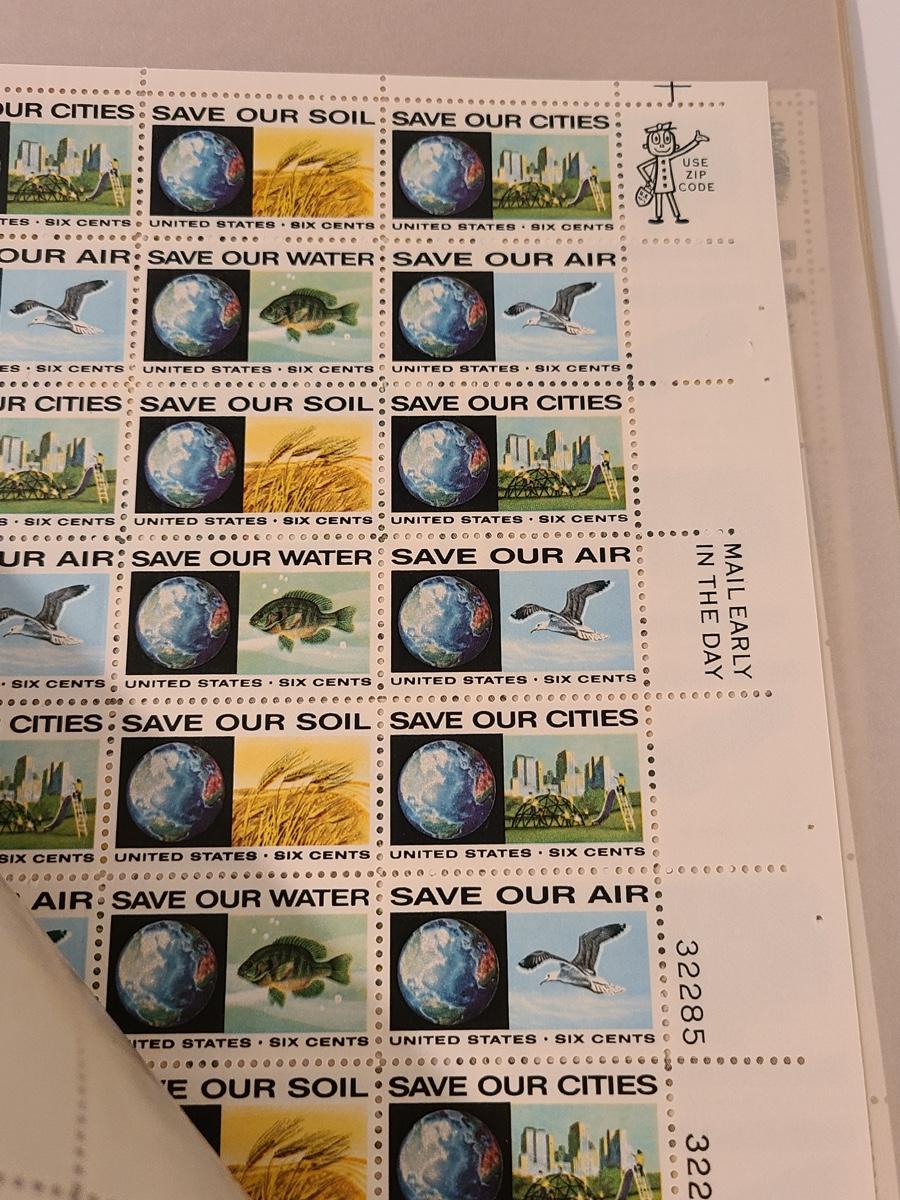 OUR CITIES SAVE OUR SOIL SAVE OUR CITIES
USE
ZIP
CODE
TES · SIX CENTS UNITED STATES · SIX CENTS UNITED STATES · SIX CENTS
OUR AIR SAVE OUR WATER SAVE OUR AIR
SIX CENTS UNITED STATES · SIX CENTS UNITED STATES · SIX CENTS
R CITIES SAVE OUR SOIL SAVE OUR CITIES
S · SIX CENTS UNITED STATES · SIX CENTS UNITED STATES · SIX CENTS
UR AIR SAVE OUR WATER SAVE OUR AIR
MAIL EARLY
IN THE DAY
· SIX CENTS UNITED STATES · SIX CENTS UNITED STATES · SIX CENTS
CITIES SAVE OUR SOIL SAVE OUR CITIES
SIX CENTS UNITED STATES · SIX CENTS UNITED STATES · SIX CENTS
AIR SAVE OUR WATER SAVE OUR AIR
32285
ITED STATES · SIX CENTS UNITED STATES · SIX CENTS
E OUR SOIL SAVE OUR CITIES
322